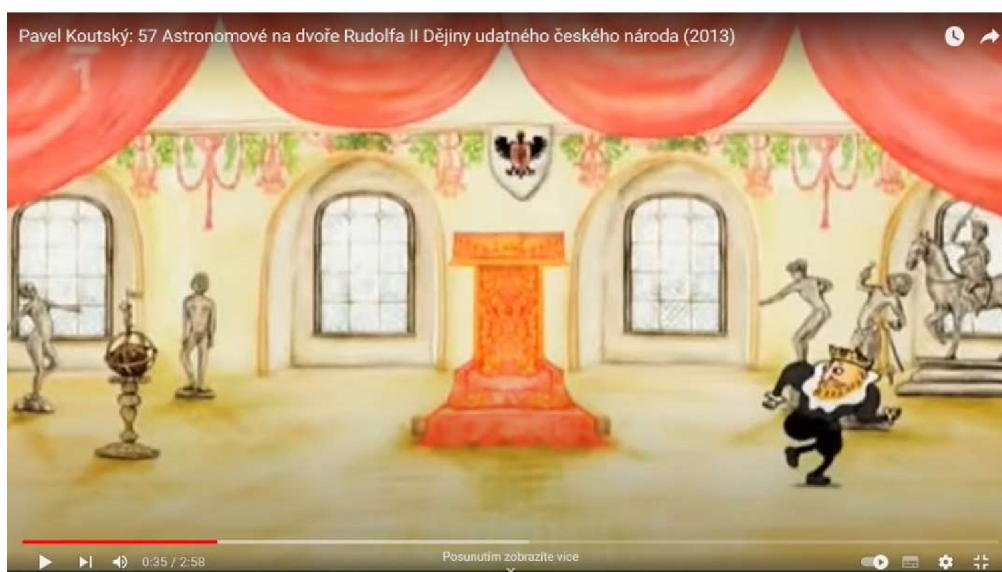 Pavel Koutský: 57 Astronomové na dvoře Rudolfa II Dějiny udatného českého národa (2013)
1
0:35 / 2:58
Posunutím zobrazíte více